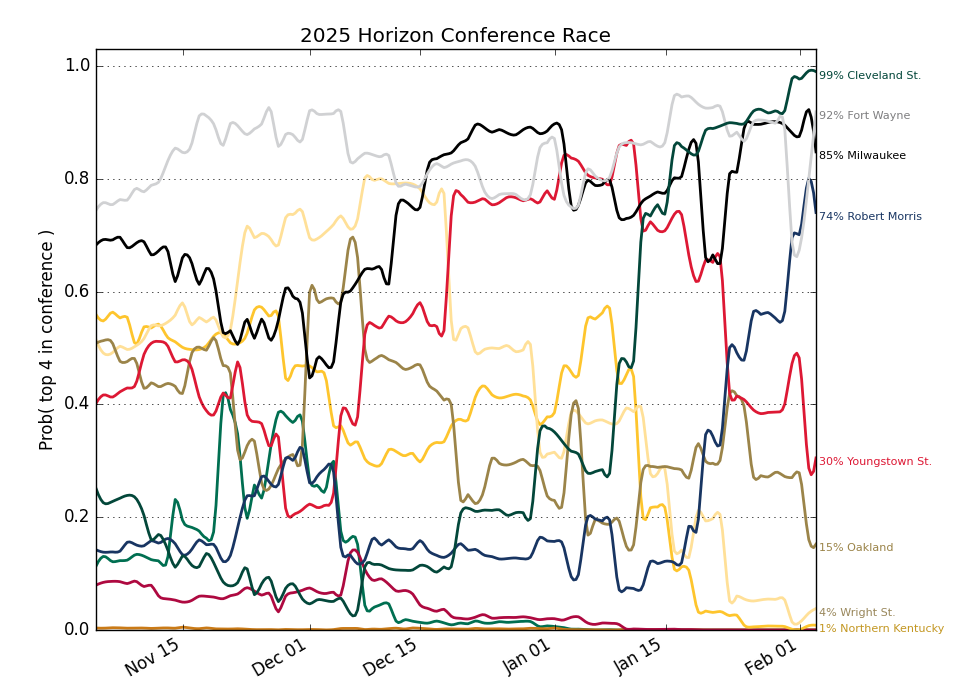 2025 Horizon Conference Race
Prob( top 4 in conference )
1.0
0.8
0.6
0.4
0.2
0.0
Nov 15
Dec 01
Dec 15
Jan 01
Jan 15
Feb 01
99% Cleveland St.
92% Fort Wayne
85% Milwaukee
74% Robert Morris
30% Youngstown St.
15% Oakland
4% Wright St.
1% Northern Kentucky